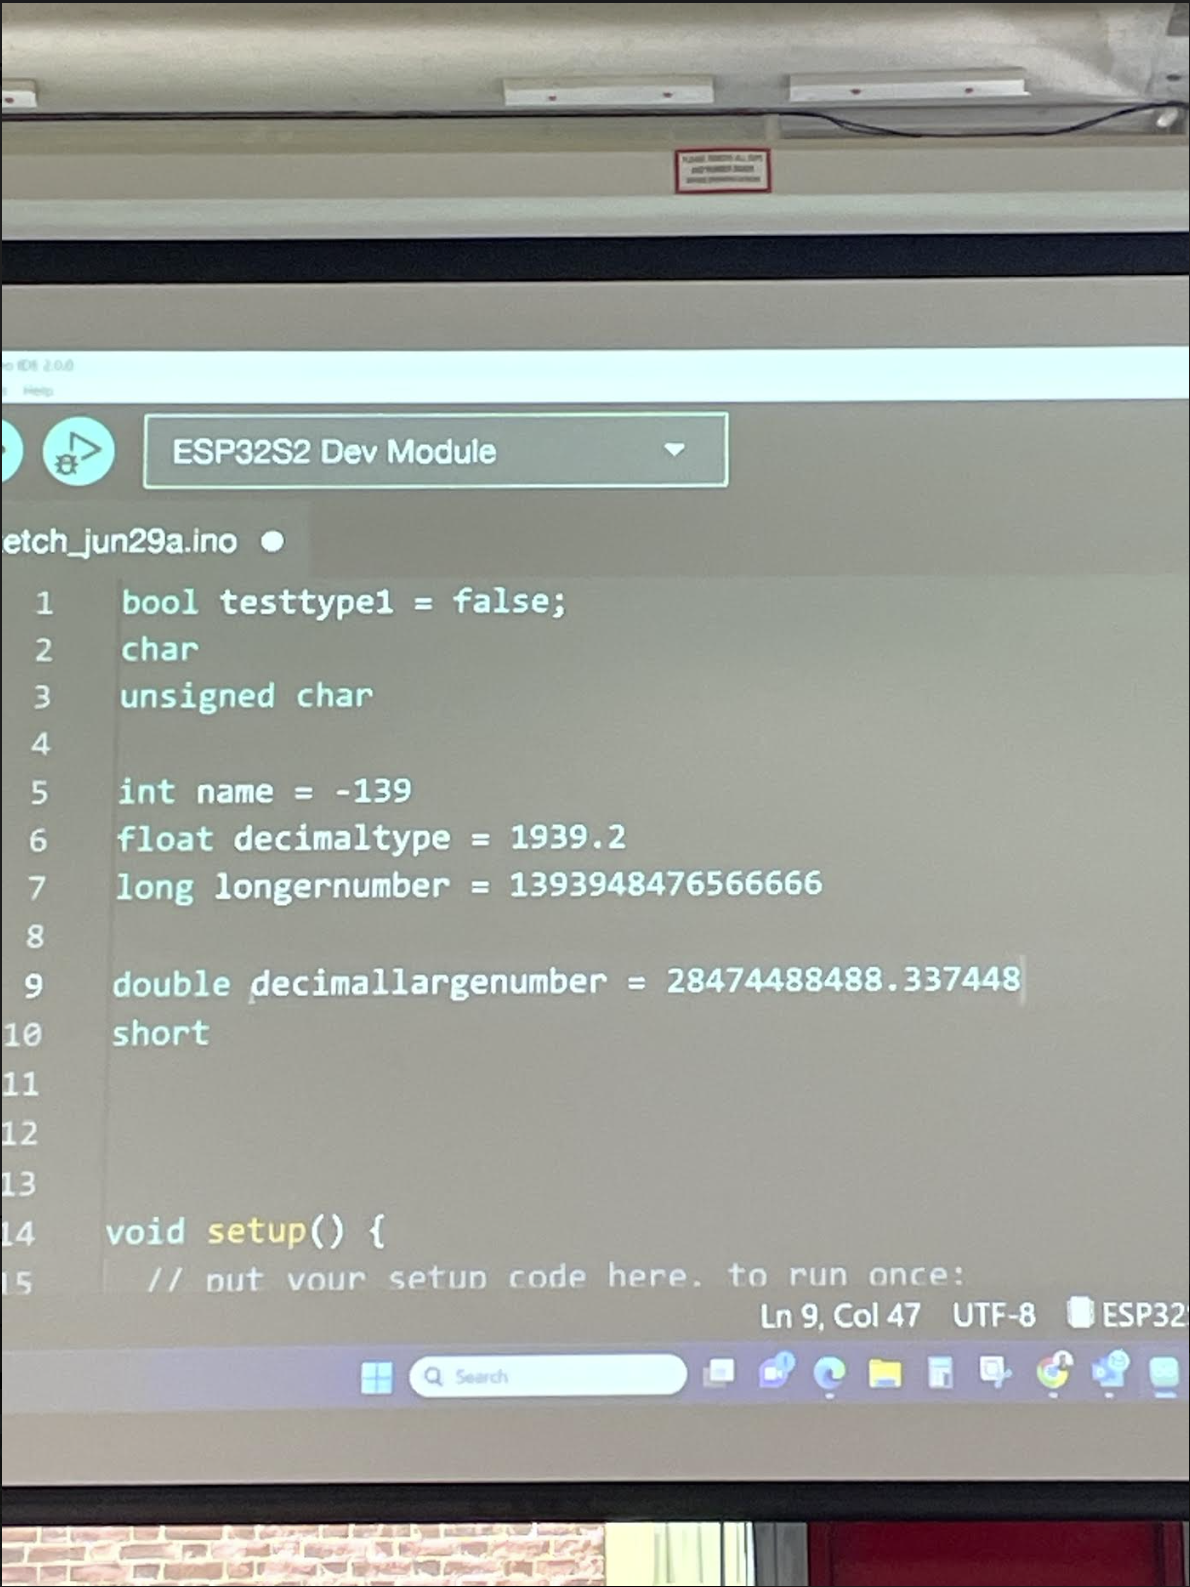 IDE 2.0.0
Help
ESP32S2 Dev Module
etch_jun29a.ino
1 bool testtype1 = false;
2 char
3 unsigned char
4
5 int name = -139
6 float decimaltype = 1939.2
7 long longernumber = 1393948476566666
8
9 double decimallargenumber = 28474488488.337448
10 short
11
12
13
14 void setup() {
15 // put your setup code here, to run once:
Ln 9, Col 47 UTF-8 ESP32
Search